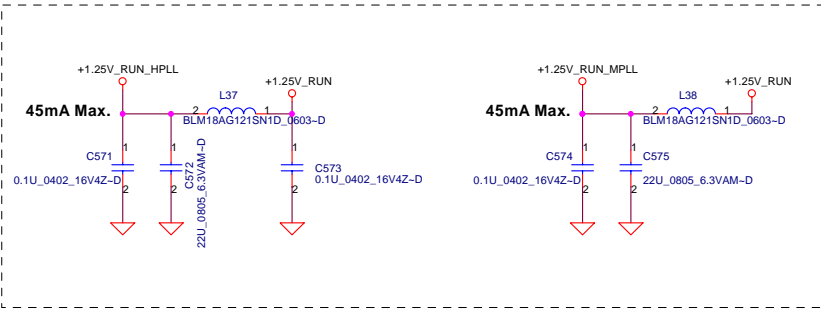 +1.25V_RUN_HPLL
+1.25V_RUN
L37
45mA Max.
2
1
BLM18AG121SN1D_0603~D
C571
1
2
0.1U_0402_16V4Z~D
1
2
C572
22U_0805_6.3VAM~D
1
2
C573
0.1U_0402_16V4Z~D
+1.25V_RUN_MPLL
+1.25V_RUN
L38
45mA Max.
2
1
BLM18AG121SN1D_0603~D
C574
1
2
0.1U_0402_16V4Z~D
1
2
C575
22U_0805_6.3VAM~D